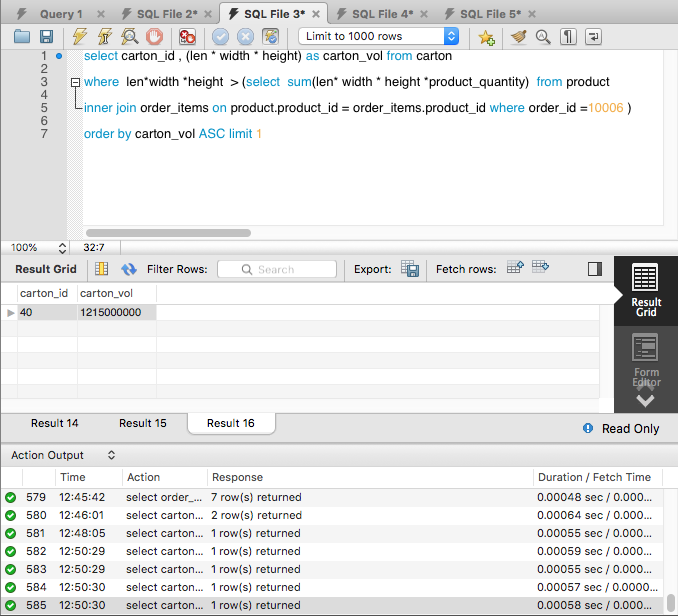 Query 1 SQL File 2* SQL File 3* SQL File 4* SQL File 5*
Limit to 1000 rows
1 select carton_id , (len * width * height) as carton_vol from carton
2
3 where len*width *height > (select sum(len* width * height *product_quantity) from product
4
5 inner join order_items on product.product_id = order_items.product_id where order_id =10006 )
6
7 order by carton_vol ASC limit 1
100% 32:7
Result Grid Filter Rows: Search Export: Fetch rows:
carton_id carton_vol
40 1215000000
Result Grid
Form Editor
Result 14 Result 15 Result 16
Read Only
Action Output
Time Action Response Duration / Fetch Time
579 12:45:42 select order_... 7 row(s) returned 0.00048 sec / 0.000...
580 12:46:01 select carton... 2 row(s) returned 0.00064 sec / 0.000...
581 12:48:05 select carton... 1 row(s) returned 0.00055 sec / 0.000...
582 12:50:29 select carton... 1 row(s) returned 0.00059 sec / 0.000...
583 12:50:29 select carton... 1 row(s) returned 0.00055 sec / 0.000...
584 12:50:30 select carton... 1 row(s) returned 0.00057 sec / 0.0000...
585 12:50:30 select carton... 1 row(s) returned 0.00058 sec / 0.000...